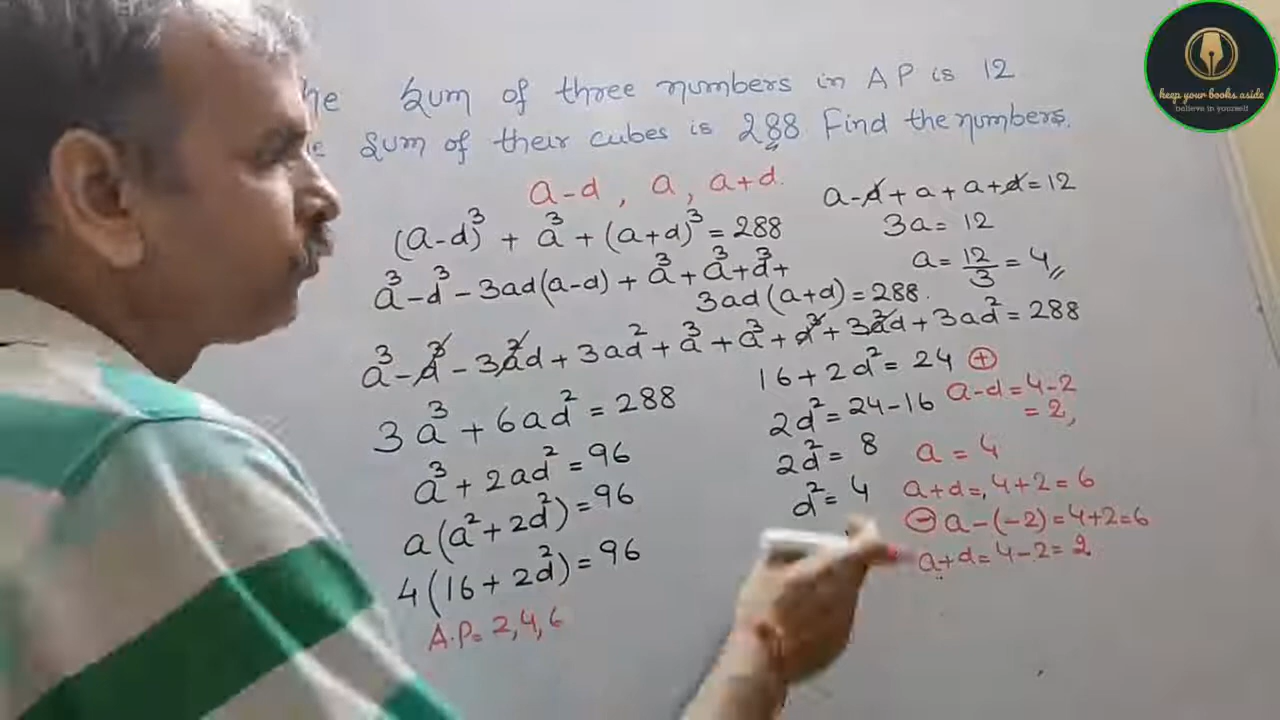 he Sum of three numbers in AP is 12
Sum of their cubes is 288 Find the numbers.
a-d , a , a+d.
(a-d)³ + a³ + (a+d)³ = 288
a³ - d³ - 3ad(a-d) + a³ + a³ + d³ +
3ad(a+d) = 288.
a³ - d³ - 3a²d + 3ad² + a³ + a³ + d³ + 3a²d + 3ad² = 288
3a³ + 6ad² = 288
a³ + 2ad² = 96
a(a² + 2d²) = 96
4(16 + 2d²) = 96
A.P = 2, 4, 6
a-d + a + a+d = 12
3a = 12
a = 12/3 = 4
16 + 2d² = 24
2d² = 24-16
2d² = 8
d² = 4
⊕
a-d = 4-2
= 2,
a = 4
a+d =, 4+2 = 6
⊖ a-(-2) = 4+2 = 6
a+d = 4-2 = 2
keep your books aside
believe in yourself